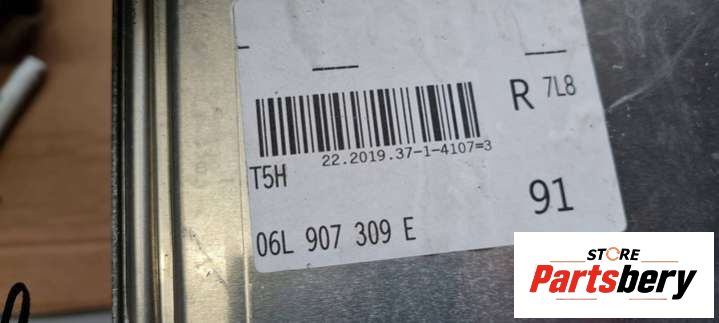 R 7L8
22.2019.37-1-4107=3
T5H
91
06L 907 309 E
STORE
Partsbery